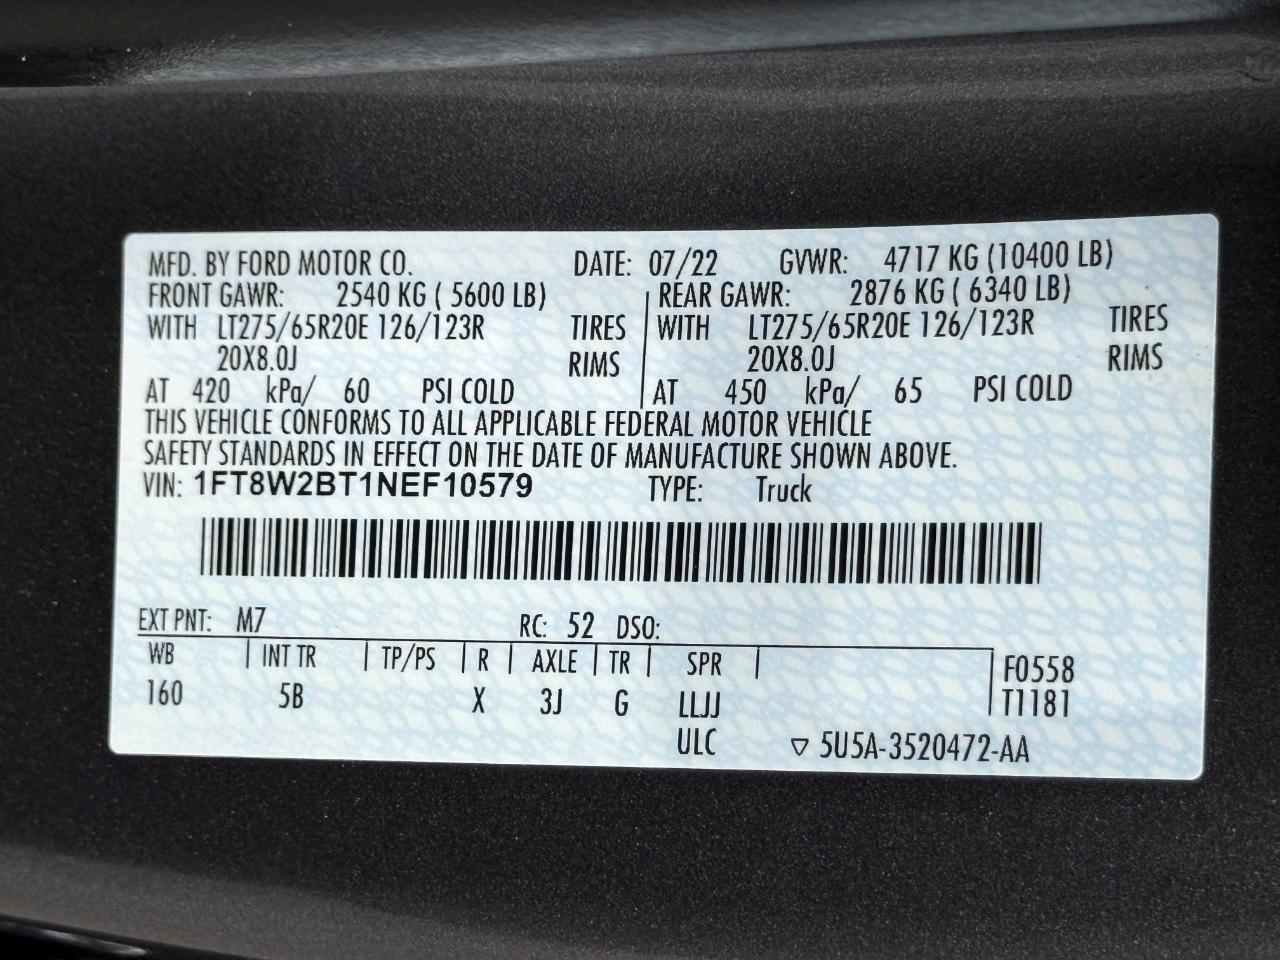 MFD. BY FORD MOTOR CO. DATE: 07/22 GVWR: 4717 KG (10400 LB)
FRONT GAWR: 2540 KG ( 5600 LB) REAR GAWR: 2876 KG ( 6340 LB)
WITH LT275/65R20E 126/123R TIRES WITH LT275/65R20E 126/123R TIRES
20X8.0J RIMS 20X8.0J RIMS
AT 420 kPa/ 60 PSI COLD AT 450 kPa/ 65 PSI COLD
THIS VEHICLE CONFORMS TO ALL APPLICABLE FEDERAL MOTOR VEHICLE
SAFETY STANDARDS IN EFFECT ON THE DATE OF MANUFACTURE SHOWN ABOVE.
VIN: 1FT8W2BT1NEF10579 TYPE: Truck
EXT PNT: M7 RC: 52 DSO:
WB INT TR TP/PS R AXLE TR SPR F0558
160 5B X 3J G LLJJ T1181
ULC ▽ 5U5A-3520472-AA